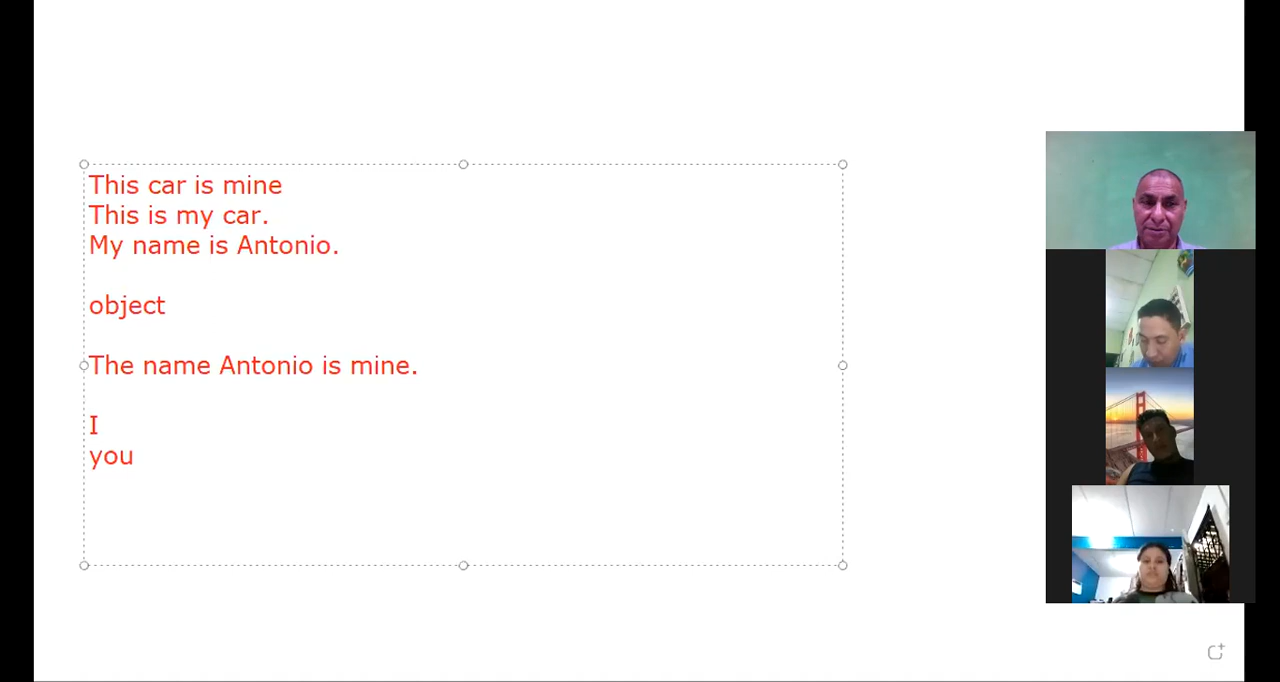 This car is mine
This is my car.
My name is Antonio.
object
The name Antonio is mine.
I
you